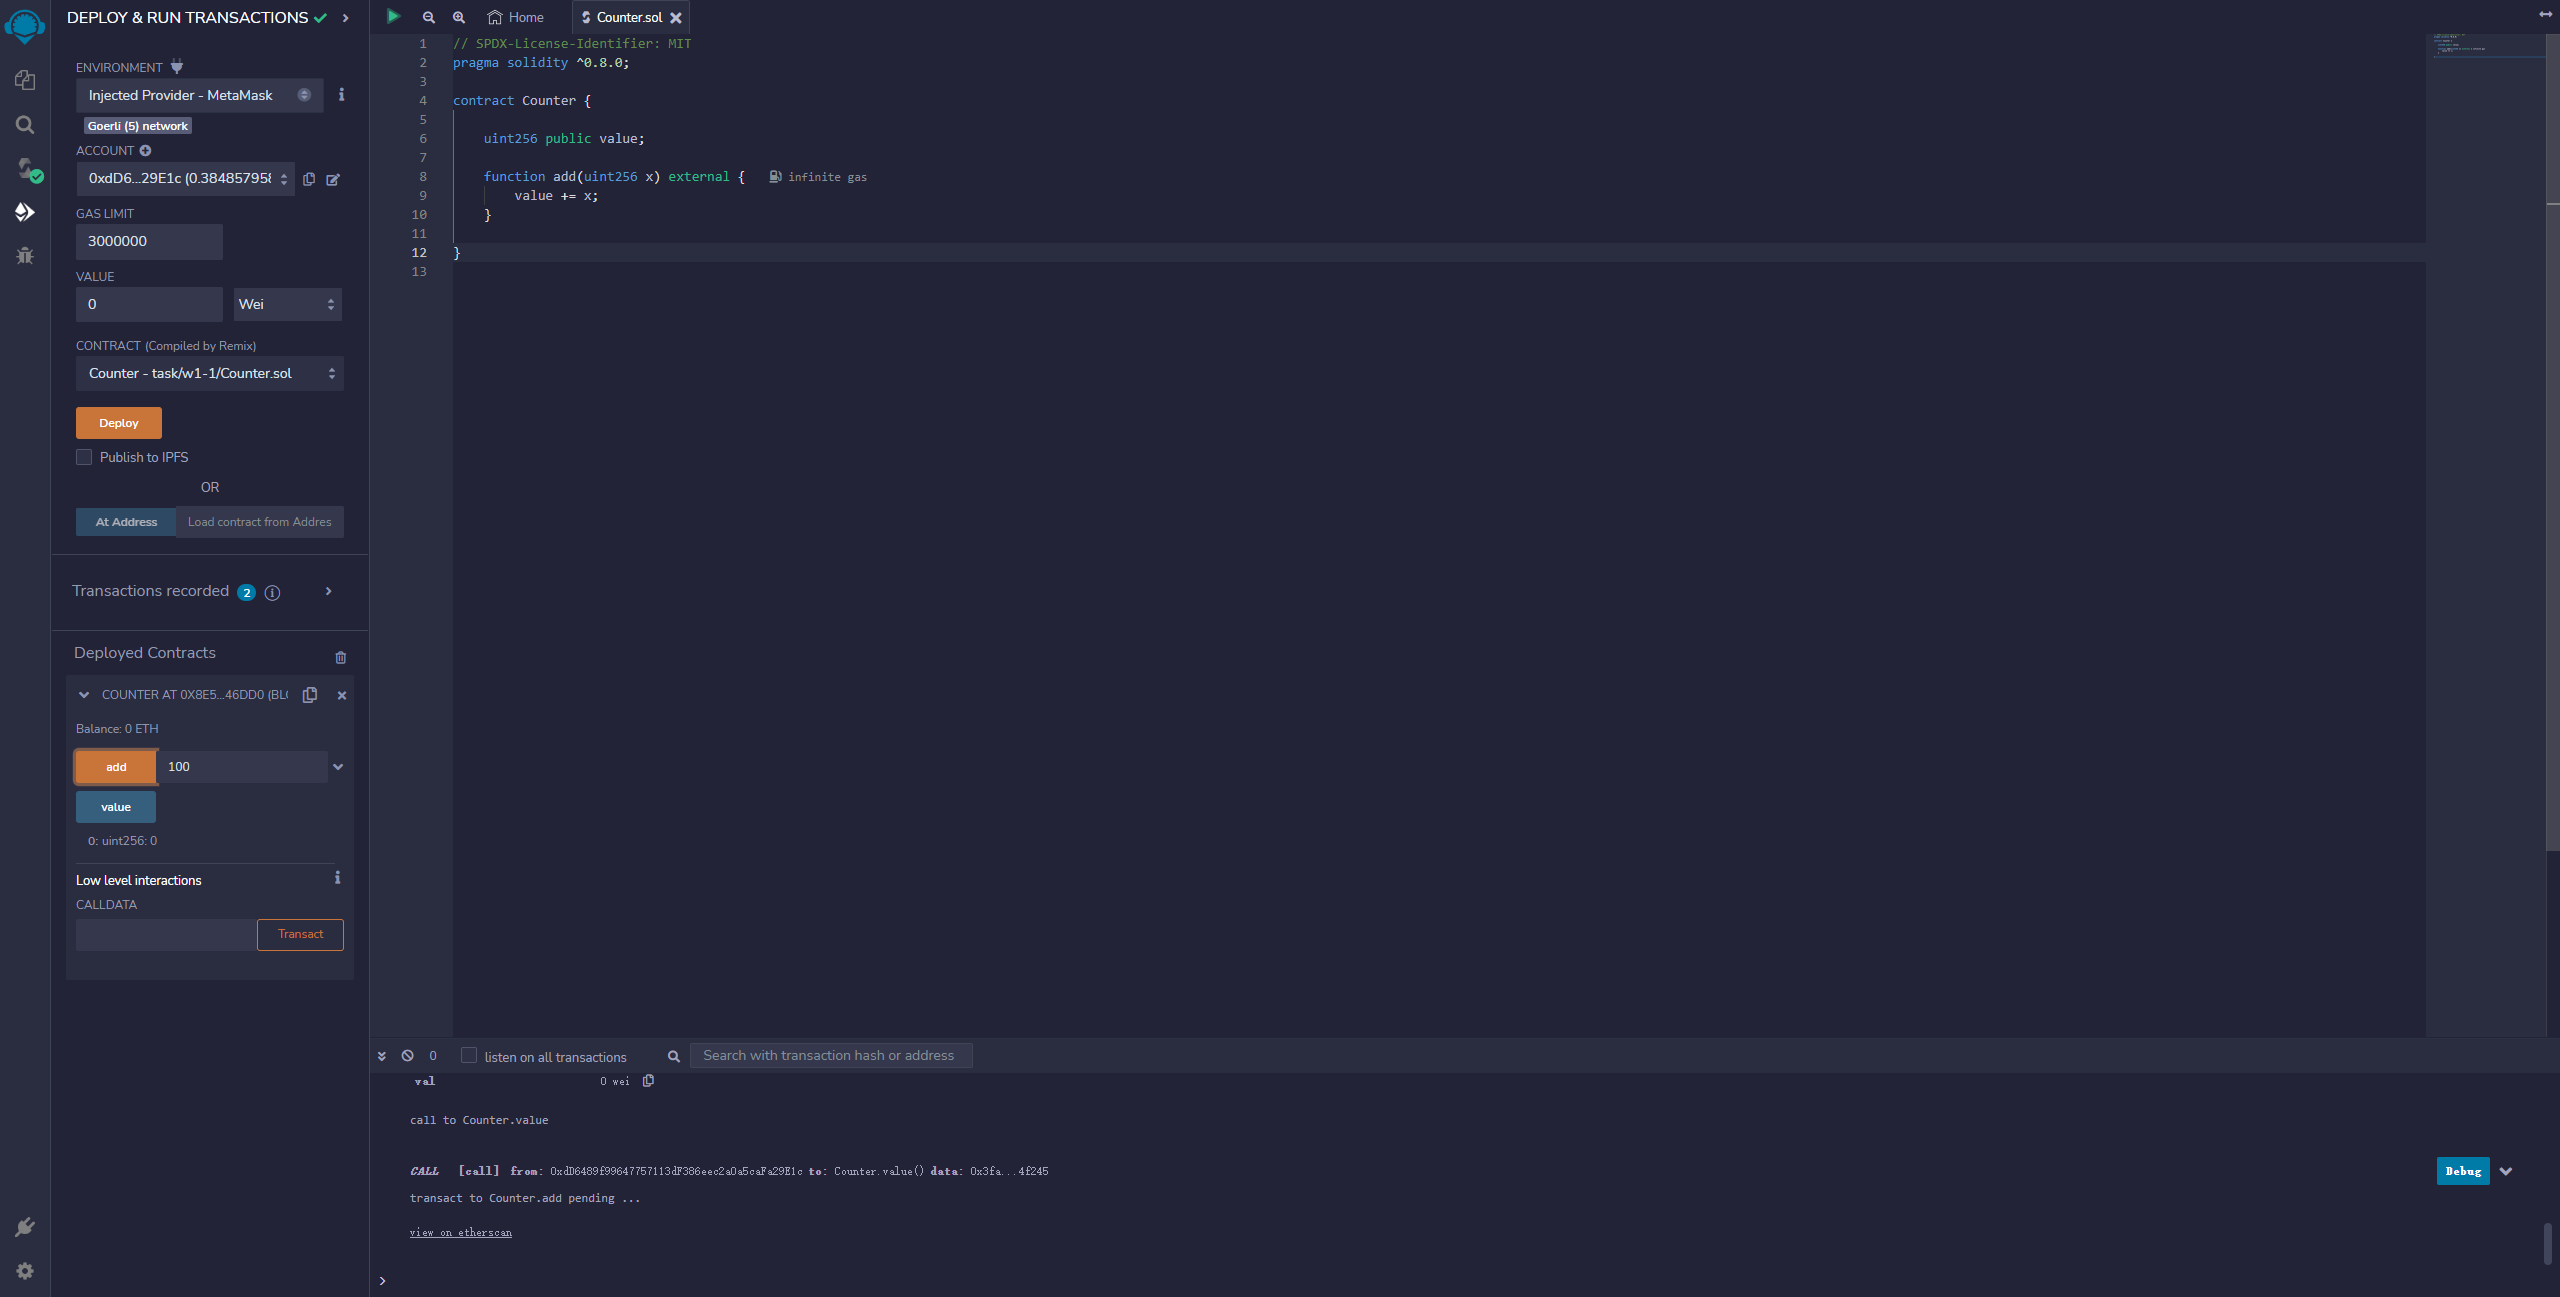 DEPLOY & RUN TRANSACTIONS
ENVIRONMENT
Injected Provider - MetaMask
Goerli (5) network
ACCOUNT
0xdD6...29E1c (0.384857958
GAS LIMIT
3000000
VALUE
0
Wei
CONTRACT (Compiled by Remix)
Counter - task/w1-1/Counter.sol
Deploy
Publish to IPFS
OR
At Address
Load contract from Addres
Transactions recorded 2
Deployed Contracts
COUNTER AT 0X8E5...46DD0 (BLO
Balance: 0 ETH
add
100
value
0: uint256: 0
Low level interactions
CALLDATA
Transact
Home
Counter.sol
1 // SPDX-License-Identifier: MIT
2 pragma solidity ^0.8.0;
3
4 contract Counter {
5
6 uint256 public value;
7
8 function add(uint256 x) external { infinite gas
9 value += x;
10 }
11
12 }
13
0
listen on all transactions
Search with transaction hash or address
val 0 wei
call to Counter.value
CALL [call] from: 0xdD6489f99647757113dF386eec2a0a5caFa29E1c to: Counter.value() data: 0x3fa...4f245
Debug
transact to Counter.add pending ...
view on etherscan
>